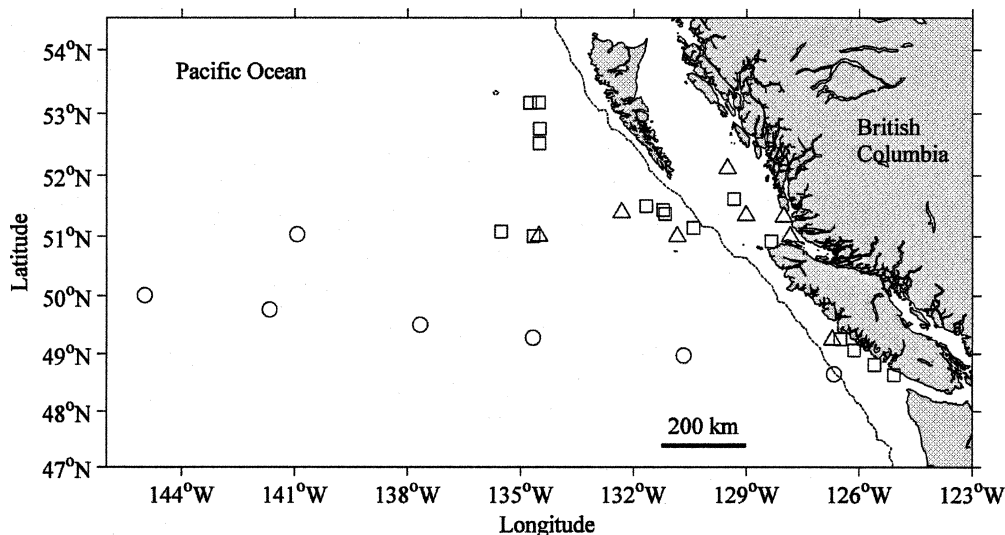 54°N
53°N
52°N
51°N
50°N
49°N
48°N
47°N
Latitude
Pacific Ocean
British
Columbia
200 km
144°W
141°W
138°W
135°W
132°W
129°W
126°W
123°W
Longitude